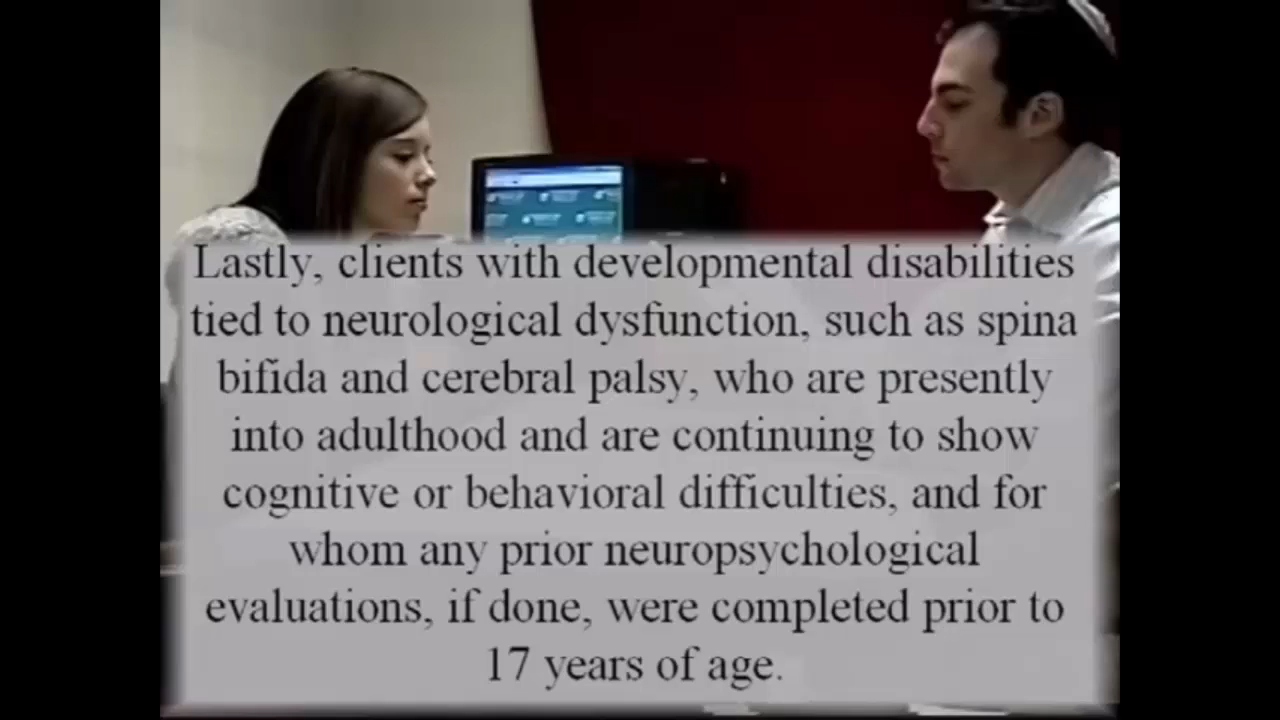 Lastly, clients with developmental disabilities
tied to neurological dysfunction, such as spina
bifida and cerebral palsy, who are presently
into adulthood and are continuing to show
cognitive or behavioral difficulties, and for
whom any prior neuropsychological
evaluations, if done, were completed prior to
17 years of age.